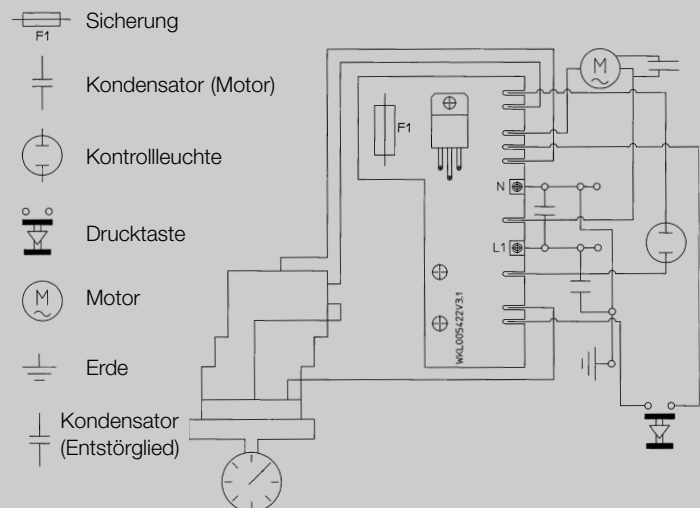 F1
Sicherung
Kondensator (Motor)
Kontrollleuchte
Drucktaste
M
Motor
Erde
Kondensator
(Entstörglied)
F1
M
N
L1
WKL005422V3.1